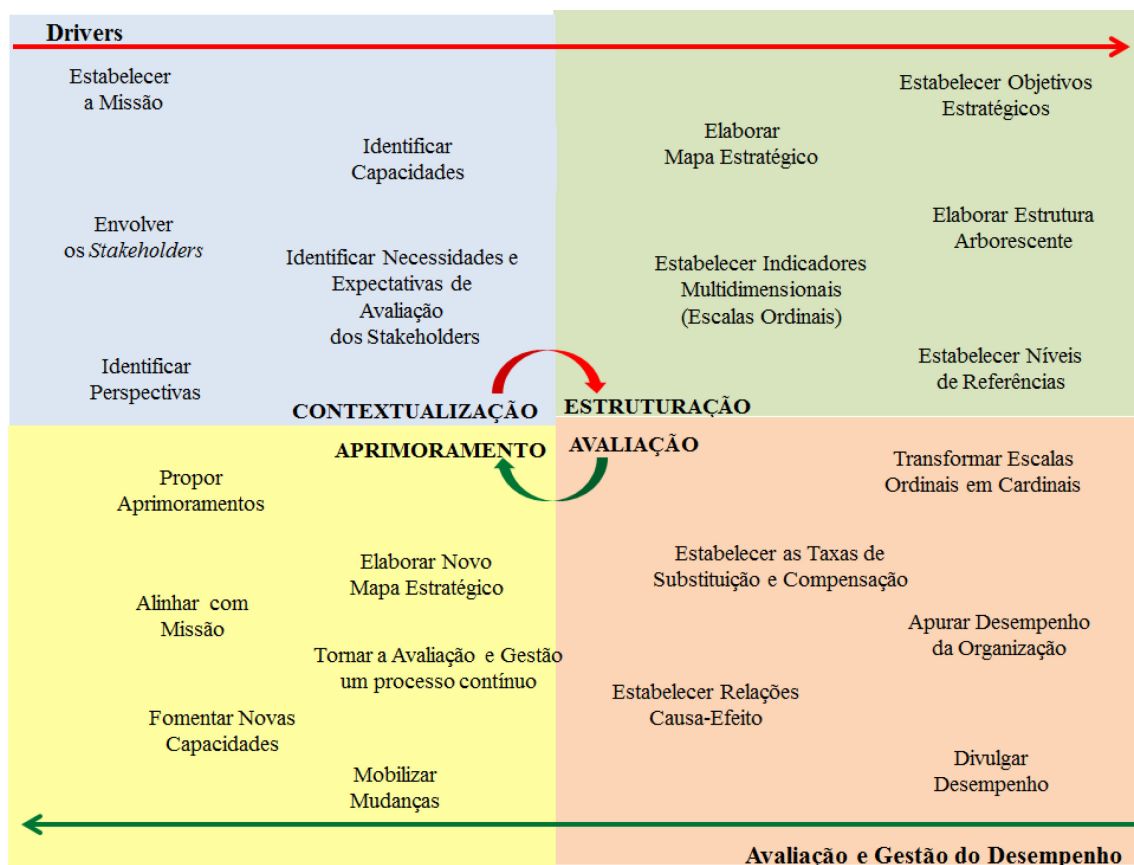 Drivers
Estabelecer
a Missão
Identificar
Capacidades
Envolver
os Stakeholders
Identificar Necessidades e
Expectativas de
Avaliação
dos Stakeholders
Identificar
Perspectivas
CONTEXTUALIZAÇÃO
Estabelecer Objetivos
Estratégicos
Elaborar
Mapa Estratégico
Elaborar Estrutura
Arborescente
Estabelecer Indicadores
Multidimensionais
(Escalas Ordinais)
Estabelecer Níveis
de Referências
ESTRUTURAÇÃO
APRIMORAMENTO
Propor
Aprimoramentos
Elaborar Novo
Mapa Estratégico
Alinhar com
Missão
Tornar a Avaliação e Gestão
um processo contínuo
Fomentar Novas
Capacidades
Mobilizar
Mudanças
AVALIAÇÃO
Transformar Escalas
Ordinais em Cardinais
Estabelecer as Taxas de
Substituição e Compensação
Apurar Desempenho
da Organização
Estabelecer Relações
Causa-Efeito
Divulgar
Desempenho
Avaliação e Gestão do Desempenho